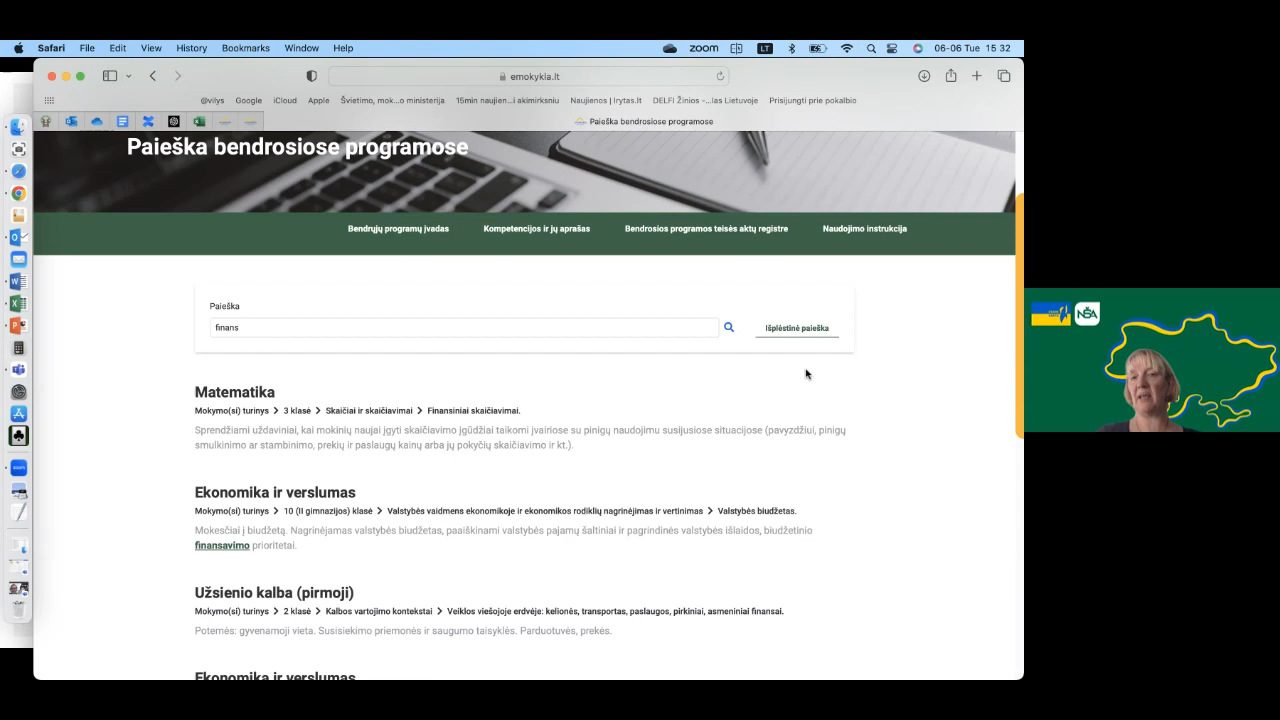 Safari File Edit View History Bookmarks Window Help zoom LT 06-06 Tue 15 32
emokykla.lt
@vilys Google iCloud Apple Švietimo, mok...o ministerija 15min naujien...i akimirksniu Naujienos | lrytas.lt DELFI Žinios -...las Lietuvoje Prisijungti prie pokalbio
Paieška bendrosiose programose
Paieška bendrosiose programose
Bendrųjų programų įvadas Kompetencijos ir jų aprašas Bendrosios programos teisės aktų registre Naudojimo instrukcija
Paieška
finans
Išplėstinė paieška
Matematika
Mokymo(si) turinys > 3 klasė > Skaičiai ir skaičiavimai > Finansiniai skaičiavimai.
Sprendžiami uždaviniai, kai mokinių naujai įgyti skaičiavimo įgūdžiai taikomi įvairiose su pinigų naudojimu susijusiose situacijose (pavyzdžiui, pinigų
smulkinimo ar stambinimo, prekių ir paslaugų kainų arba jų pokyčių skaičiavimo ir kt.).
Ekonomika ir verslumas
Mokymo(si) turinys > 10 (II gimnazijos) klasė > Valstybės vaidmens ekonomikoje ir ekonomikos rodiklių nagrinėjimas ir vertinimas > Valstybės biudžetas.
Mokesčiai į biudžetą. Nagrinėjamas valstybės biudžetas, paaiškinami valstybės pajamų šaltiniai ir pagrindinės valstybės išlaidos, biudžetinio
finansavimo prioritetai.
Užsienio kalba (pirmoji)
Mokymo(si) turinys > 2 klasė > Kalbos vartojimo kontekstai > Veiklos viešojoje erdvėje: kelionės, transportas, paslaugos, pirkiniai, asmeniniai finansai.
Potemės: gyvenamoji vieta. Susisiekimo priemonės ir saugumo taisyklės. Parduotuvės, prekės.
Ekonomika ir verslumas
NŠA